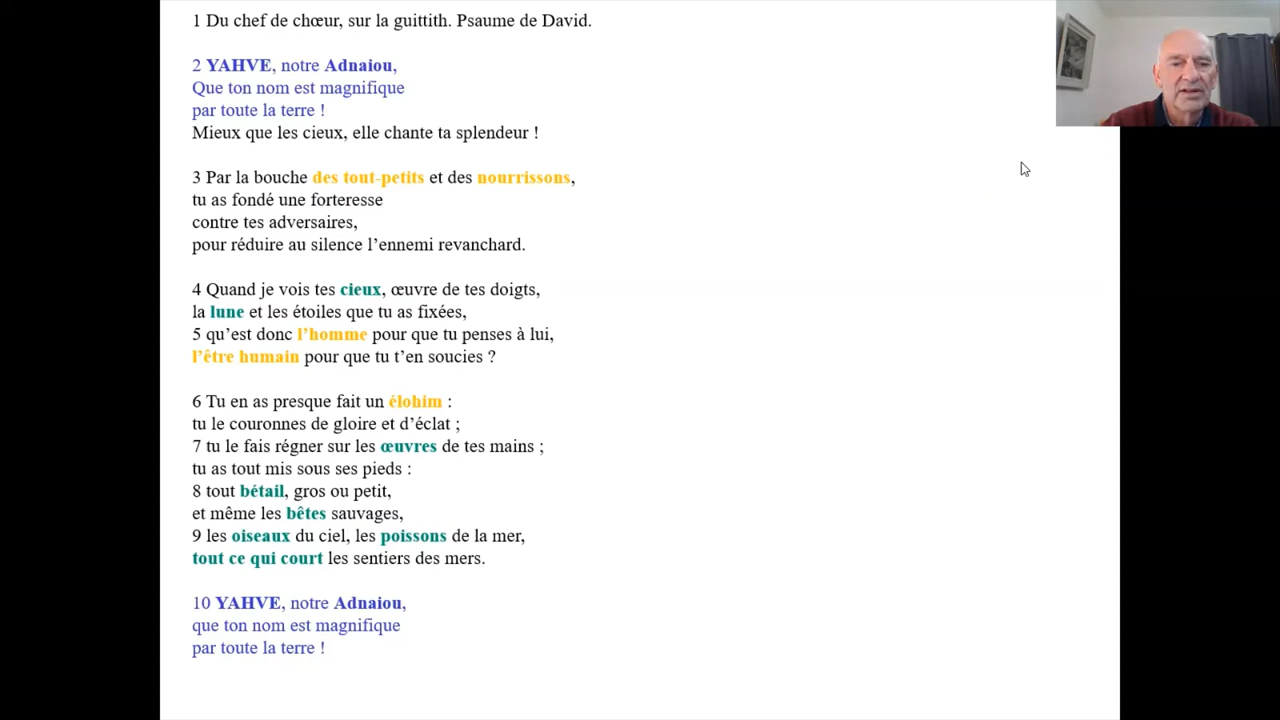 1 Du chef de chœur, sur la guittith. Psaume de David.
2 YAHVE, notre Adnaiou,
Que ton nom est magnifique
par toute la terre !
Mieux que les cieux, elle chante ta splendeur !
3 Par la bouche des tout-petits et des nourrissons,
tu as fondé une forteresse
contre tes adversaires,
pour réduire au silence l’ennemi revanchard.
4 Quand je vois tes cieux, œuvre de tes doigts,
la lune et les étoiles que tu as fixées,
5 qu’est donc l’homme pour que tu penses à lui,
l’être humain pour que tu t’en soucies ?
6 Tu en as presque fait un élohim :
tu le couronnes de gloire et d’éclat ;
7 tu le fais régner sur les œuvres de tes mains ;
tu as tout mis sous ses pieds :
8 tout bétail, gros ou petit,
et même les bêtes sauvages,
9 les oiseaux du ciel, les poissons de la mer,
tout ce qui court les sentiers des mers.
10 YAHVE, notre Adnaiou,
que ton nom est magnifique
par toute la terre !